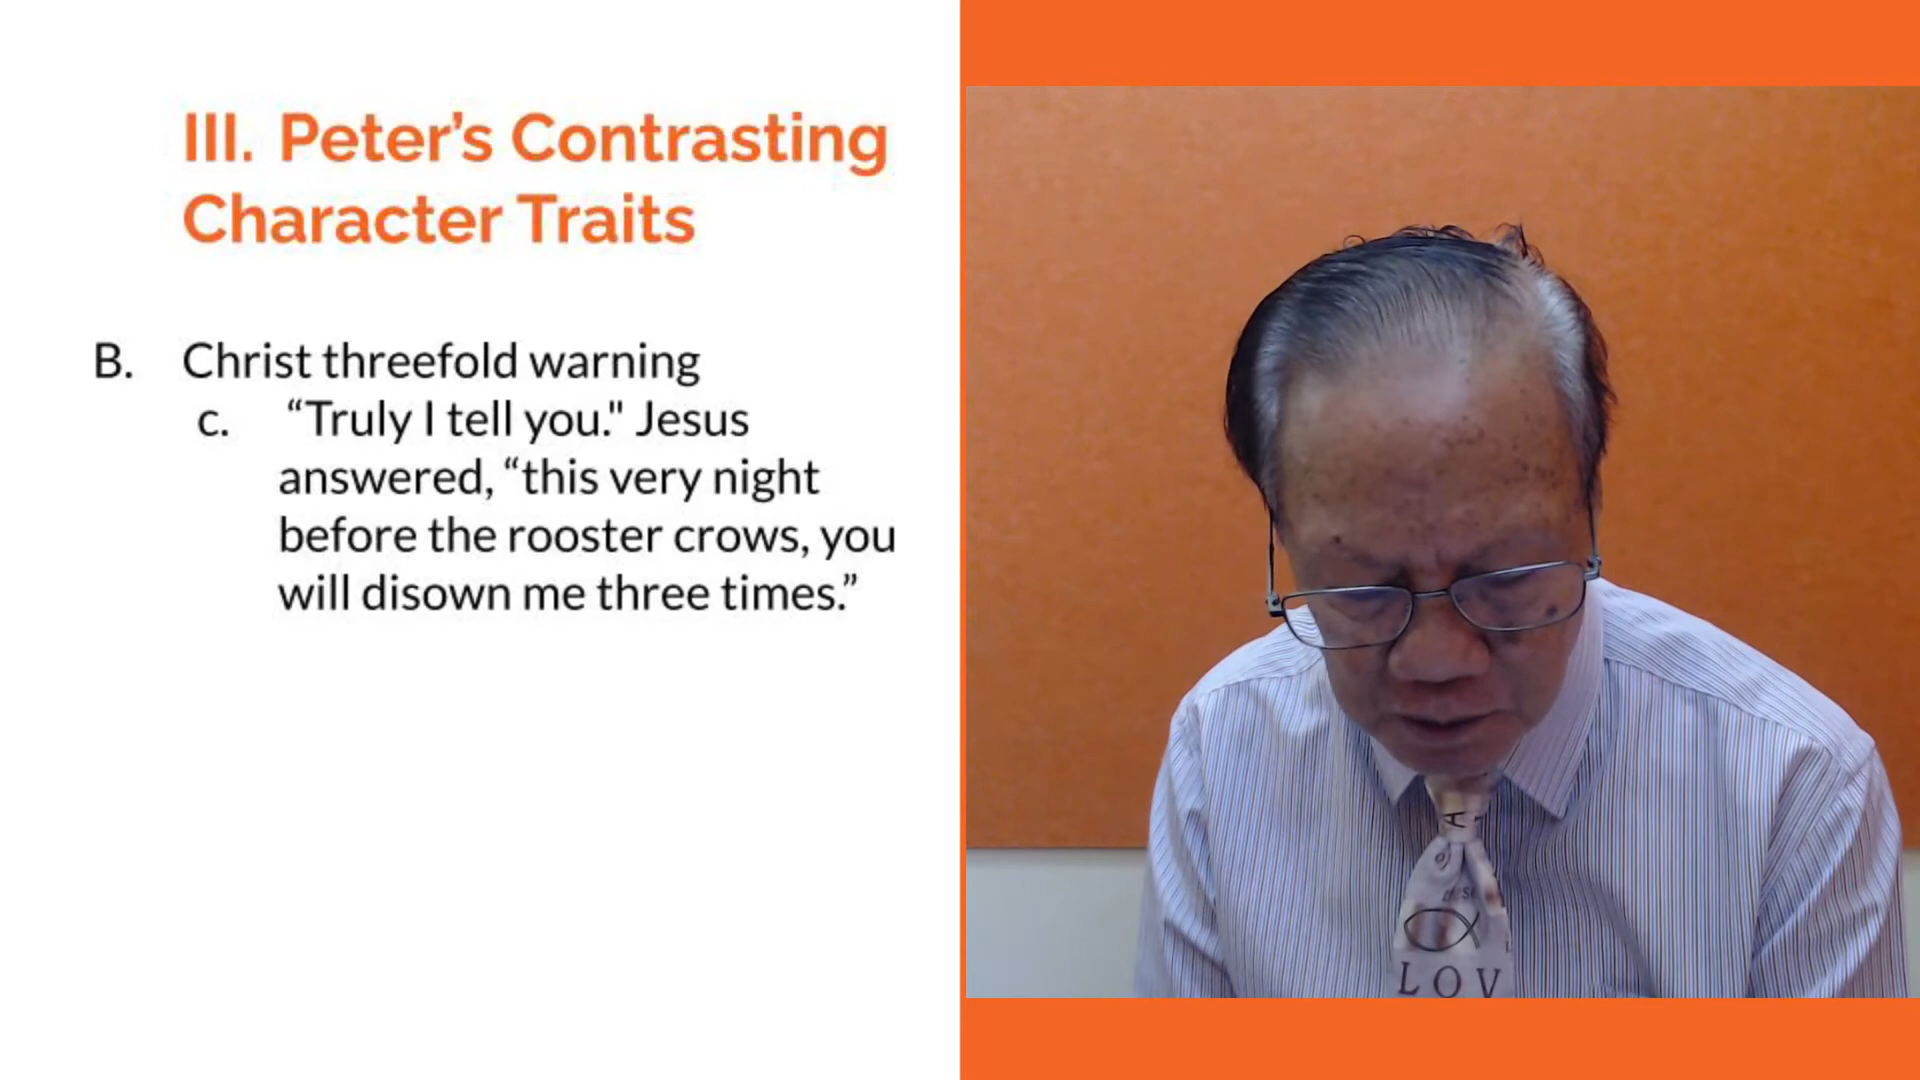 III. Peter’s Contrasting
Character Traits
B. Christ threefold warning
c. “Truly I tell you." Jesus
answered, “this very night
before the rooster crows, you
will disown me three times.”
A
LOV